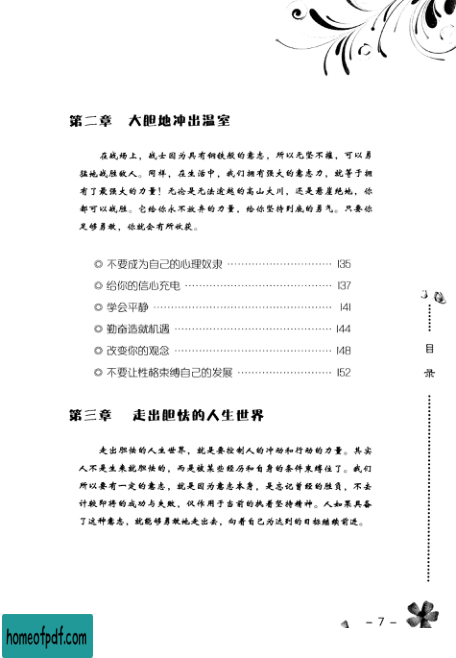 第二章 大胆地冲出温室
在战场上，战士因为具有钢铁般的意志，所以无坚不摧，可以勇
猛地战胜敌人。同样，在生活中，我们拥有强大的意志力，就等于拥
有了最强大的力量！无论是无法逾越的高山大川，还是悬崖绝地，你
都可以战胜。它给你永不放弃的力量，给你坚持到底的勇气。只要你
足够勇敢，你就会有所收获。
◎ 不要成为自己的心理奴隶 ………………………… 135
◎ 给你的信心充电 ………………………… 137
◎ 学会平静 ………………………… 141
◎ 勤奋造就机遇 ………………………… 144
◎ 改变你的观念 ………………………… 148
◎ 不要让性格束缚自己的发展 ………………………… 152
第三章 走出胆怯的人生世界
走出胆怯的人生世界，就是要控制人的冲动和行动的力量。其实
人不是生来就胆怯的，而是被某些经历和自身的条件束缚住了。我们
所以要有一定的意志，就是因为意志本身，是忘记曾经的胜负，不去
计较即将的成功与失败，仅作用于当前的执着坚持精神。人如果具备
了这种意志，就能够勇敢地走出去，向着自己为达到的目标继续前进。
目
录
- 7 -
homeofpdf.com